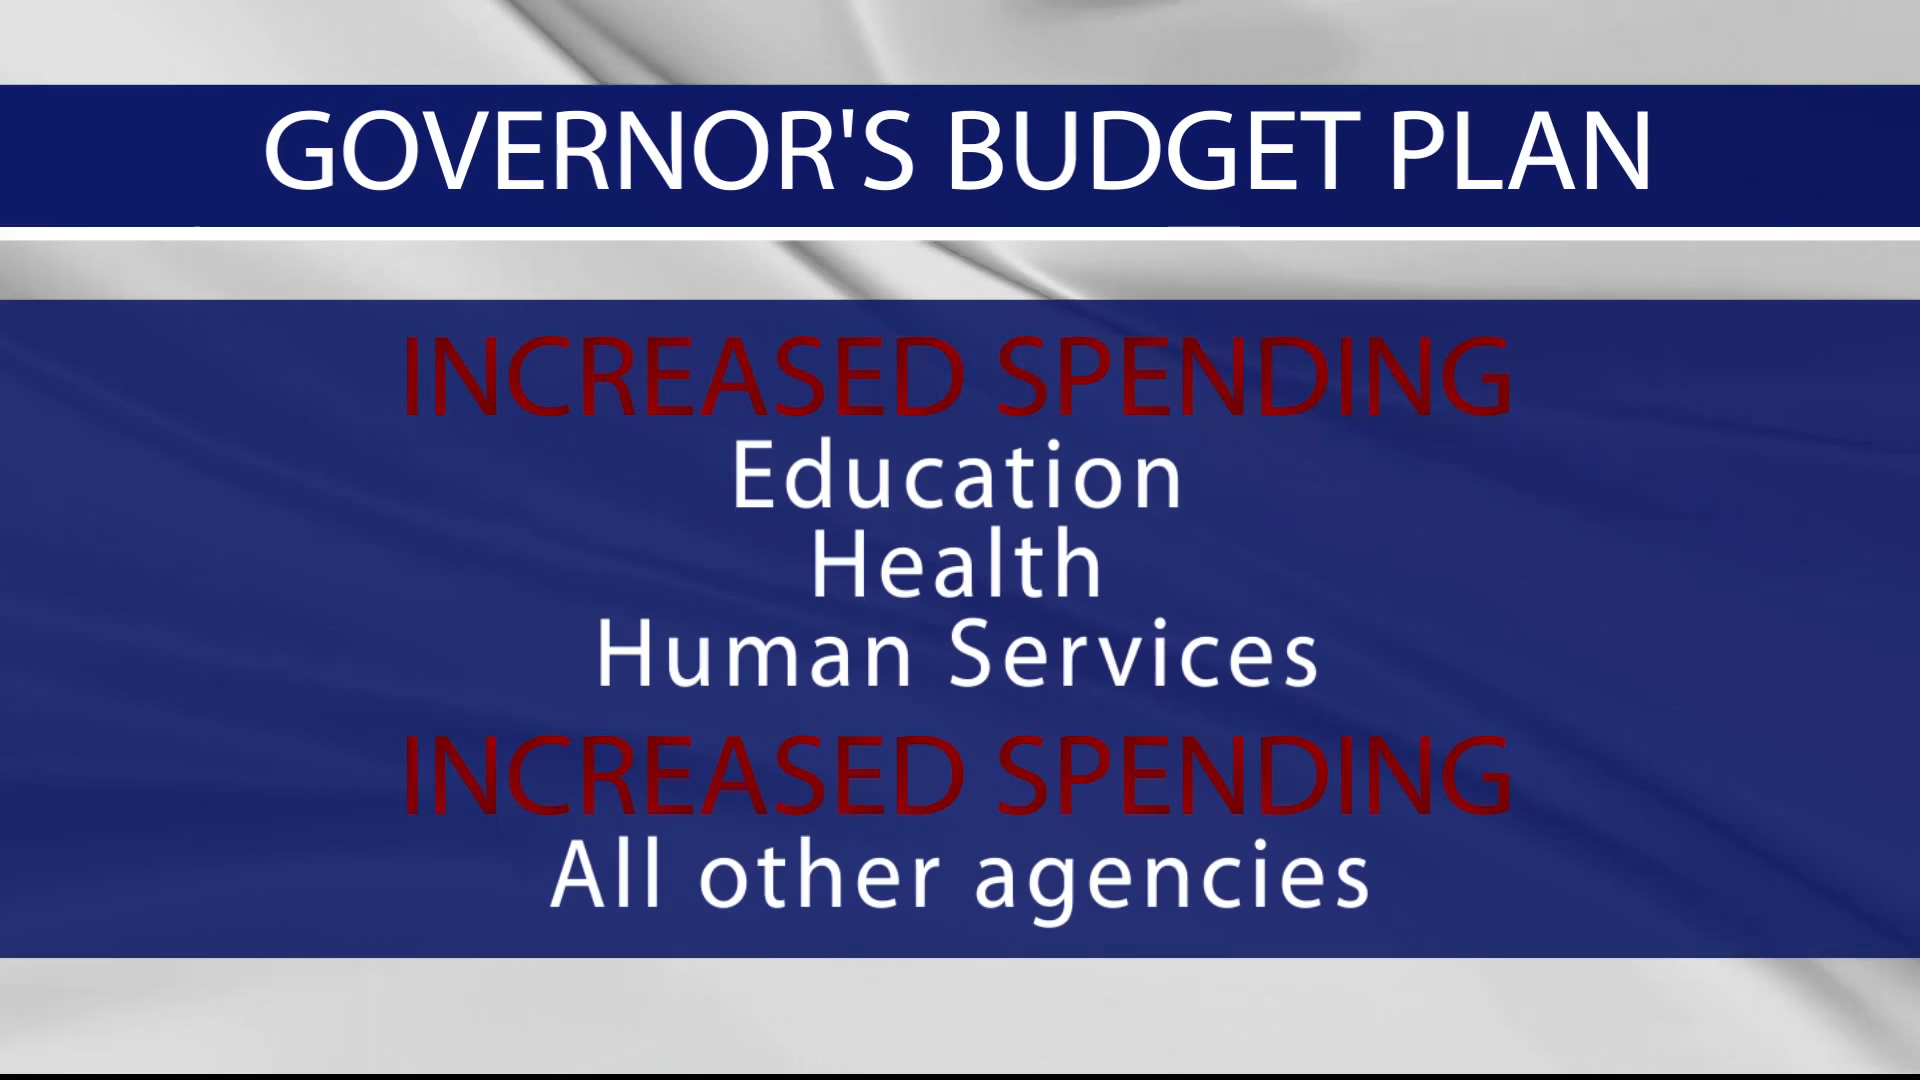 GOVERNOR'S BUDGET PLAN
INCREASED SPENDING
Education
Health
Human Services
INCREASED SPENDING
All other agencies